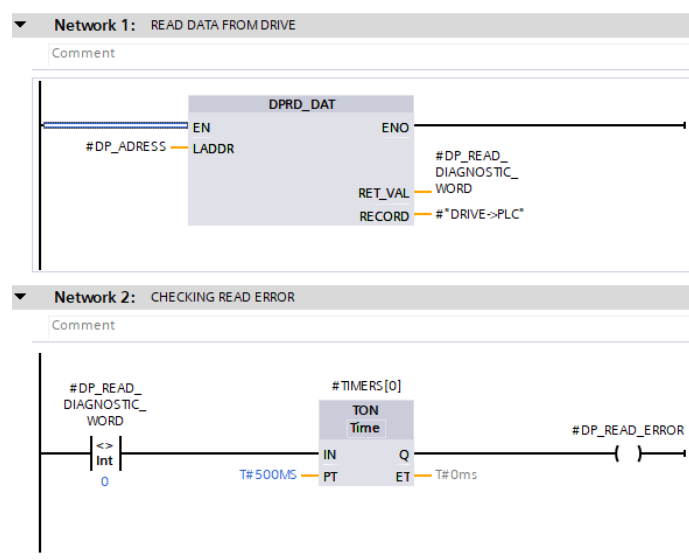 Network 1: READ DATA FROM DRIVE
Comment
DPRD_DAT
EN ENO
#DP_ADRESS LADDR
#DP_READ_
DIAGNOSTIC_
RET_VAL WORD
RECORD #"DRIVE->PLC"
Network 2: CHECKING READ ERROR
Comment
#DP_READ_
DIAGNOSTIC_
WORD
<>
Int
0
#TIMERS[0]
TON
Time
IN Q
T#500MS PT ET T#0ms
#DP_READ_ERROR